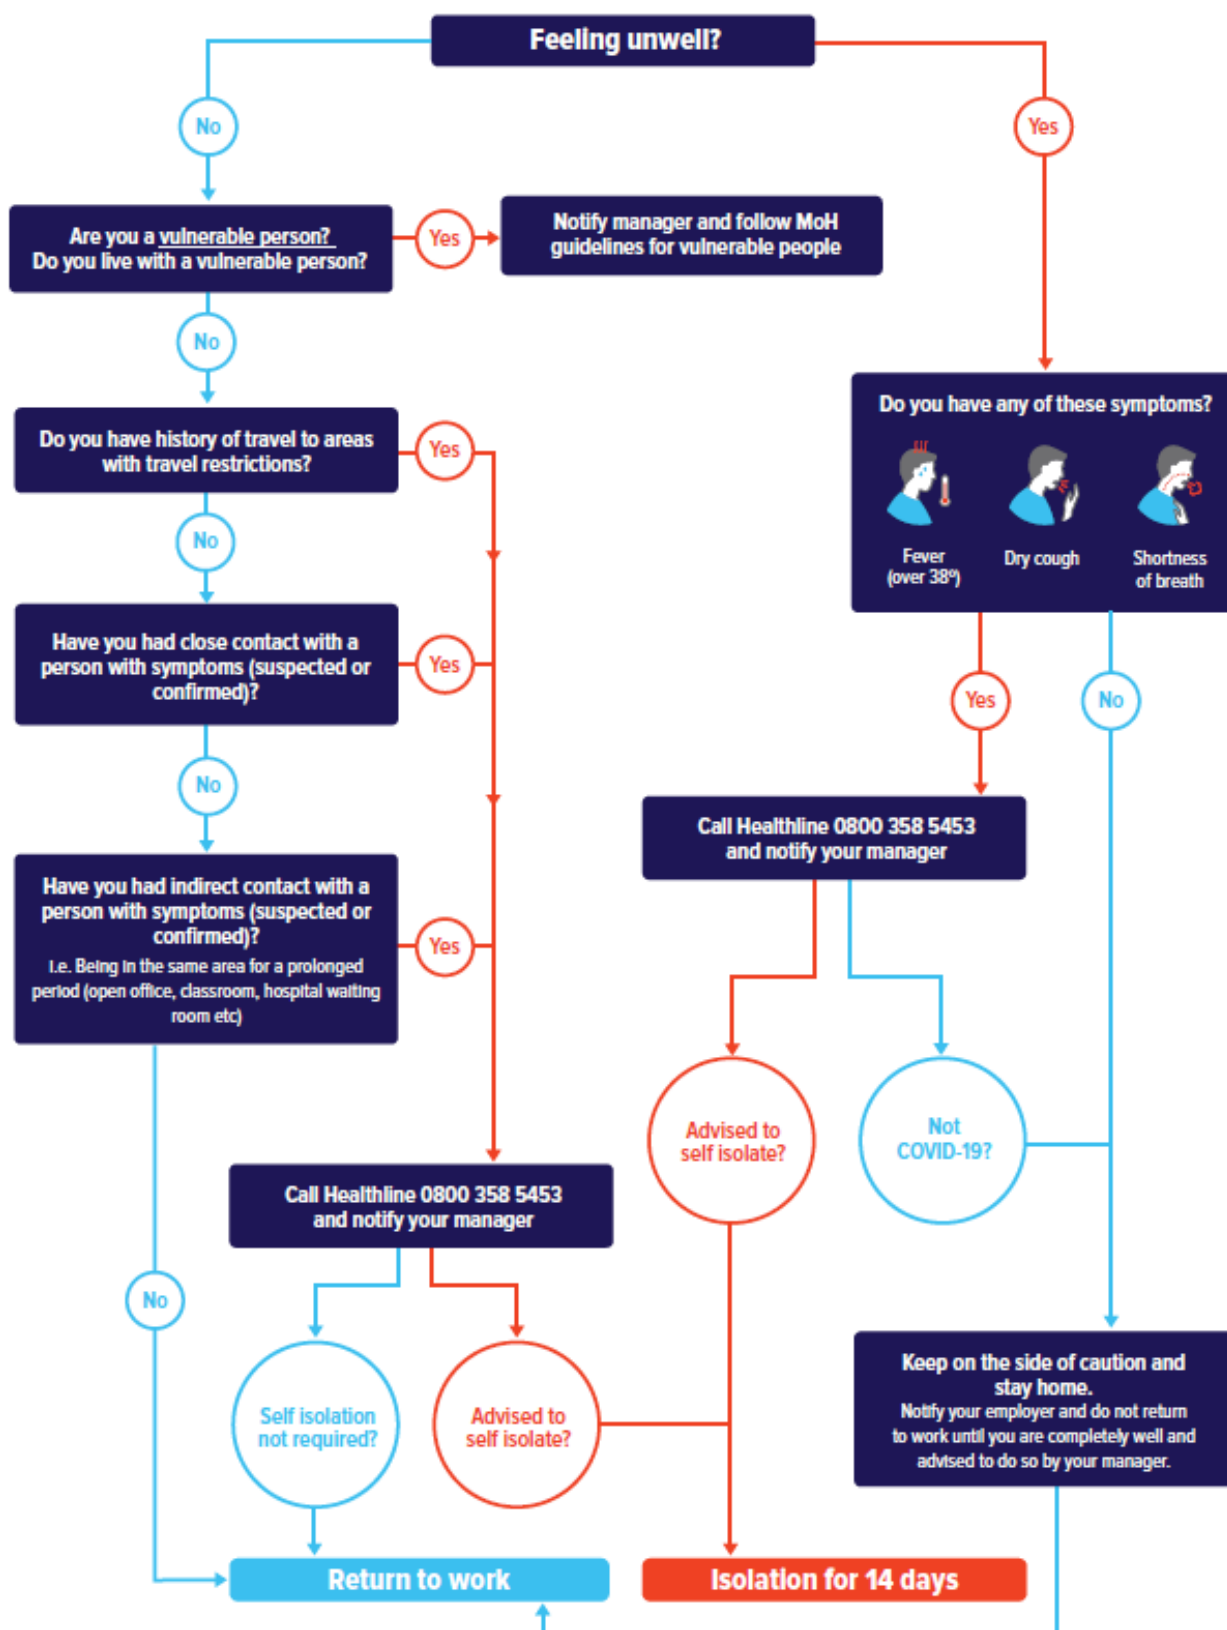 Feeling unwell?
No
Yes
Are you a vulnerable person?
Do you live with a vulnerable person?
Yes
Notify manager and follow MoH
guidelines for vulnerable people
No
Do you have history of travel to areas
with travel restrictions?
Yes
No
Have you had close contact with a
person with symptoms (suspected or
confirmed)?
Yes
No
Have you had indirect contact with a
person with symptoms (suspected or
confirmed)?
i.e. Being in the same area for a prolonged
period (open office, classroom, hospital waiting
room etc)
Yes
No
Call Healthline 0800 358 5453
and notify your manager
Self isolation
not required?
Advised to
self isolate?
Do you have any of these symptoms?
Fever
(over 38º)
Dry cough
Shortness
of breath
Yes
No
Call Healthline 0800 358 5453
and notify your manager
Advised to
self isolate?
Not
COVID-19?
Keep on the side of caution and
stay home.
Notify your employer and do not return
to work until you are completely well and
advised to do so by your manager.
Return to work
Isolation for 14 days